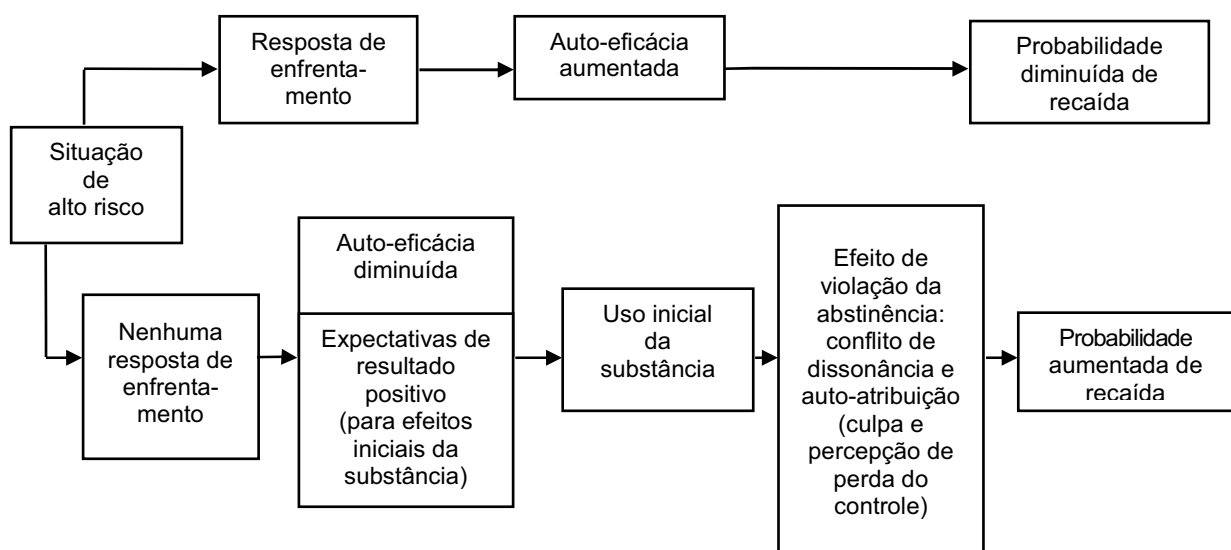 Resposta de
enfrenta-
mento
Auto-eficácia
aumentada
Probabilidade
diminuída de
recaída
Situação
de
alto risco
Nenhuma
resposta de
enfrenta-
mento
Auto-eficácia
diminuída
Expectativas de
resultado
positivo
(para efeitos
iniciais da
substância)
Uso inicial
da
substância
Efeito de
violação da
abstinência:
conflito de
dissonância e
auto-atribuição
(culpa e
percepção de
perda do
controle)
Probabilidade
aumentada de
recaída